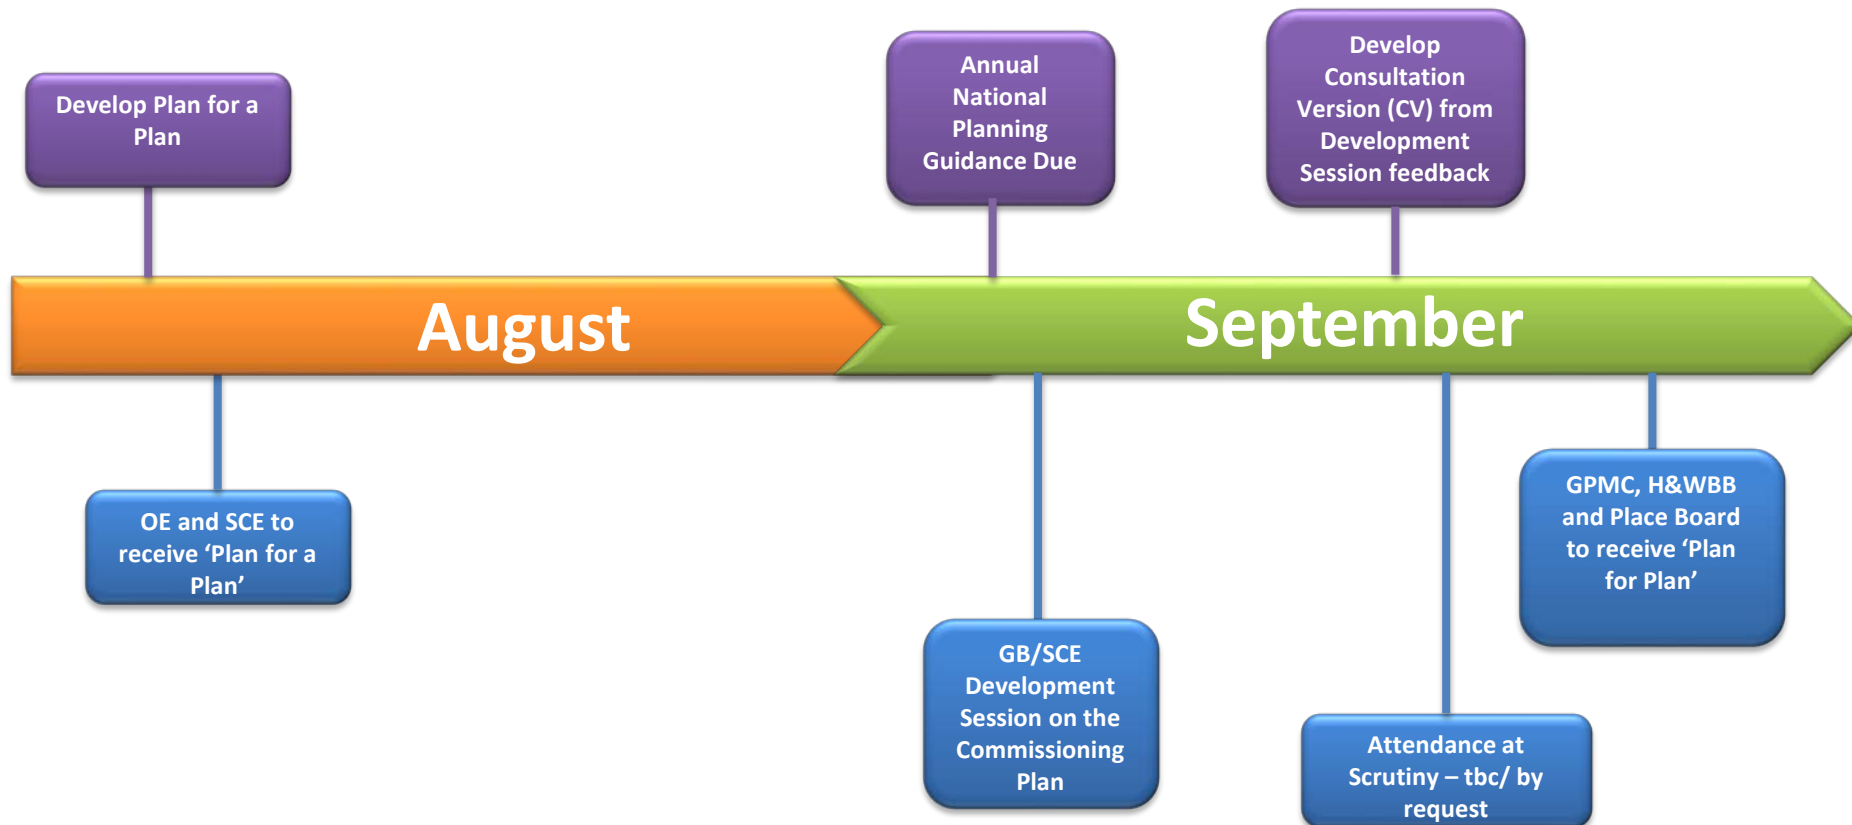 Develop Plan for a
Plan
Annual
National
Planning
Guidance Due
Develop
Consultation
Version (CV) from
Development
Session feedback
August
September
OE and SCE to
receive ‘Plan for a
Plan’
GB/SCE
Development
Session on the
Commissioning
Plan
Attendance at
Scrutiny – tbc/ by
request
GPMC, H&WBB
and Place Board
to receive ‘Plan
for Plan’